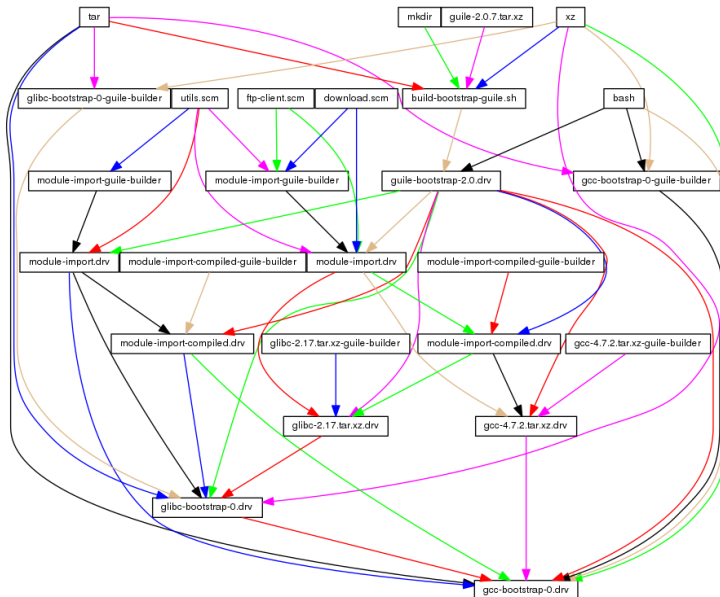 tar
mkdir
guile-2.0.7.tar.xz
xz
glibc-bootstrap-0-guile-builder
utils.scm
ftp-client.scm
download.scm
build-bootstrap-guile.sh
bash
module-import-guile-builder
module-import-guile-builder
guile-bootstrap-2.0.drv
gcc-bootstrap-0-guile-builder
module-import.drv
module-import-compiled-guile-builder
module-import.drv
module-import-compiled-guile-builder
module-import-compiled.drv
glibc-2.17.tar.xz-guile-builder
module-import-compiled.drv
gcc-4.7.2.tar.xz-guile-builder
glibc-2.17.tar.xz.drv
gcc-4.7.2.tar.xz.drv
glibc-bootstrap-0.drv
gcc-bootstrap-0.drv